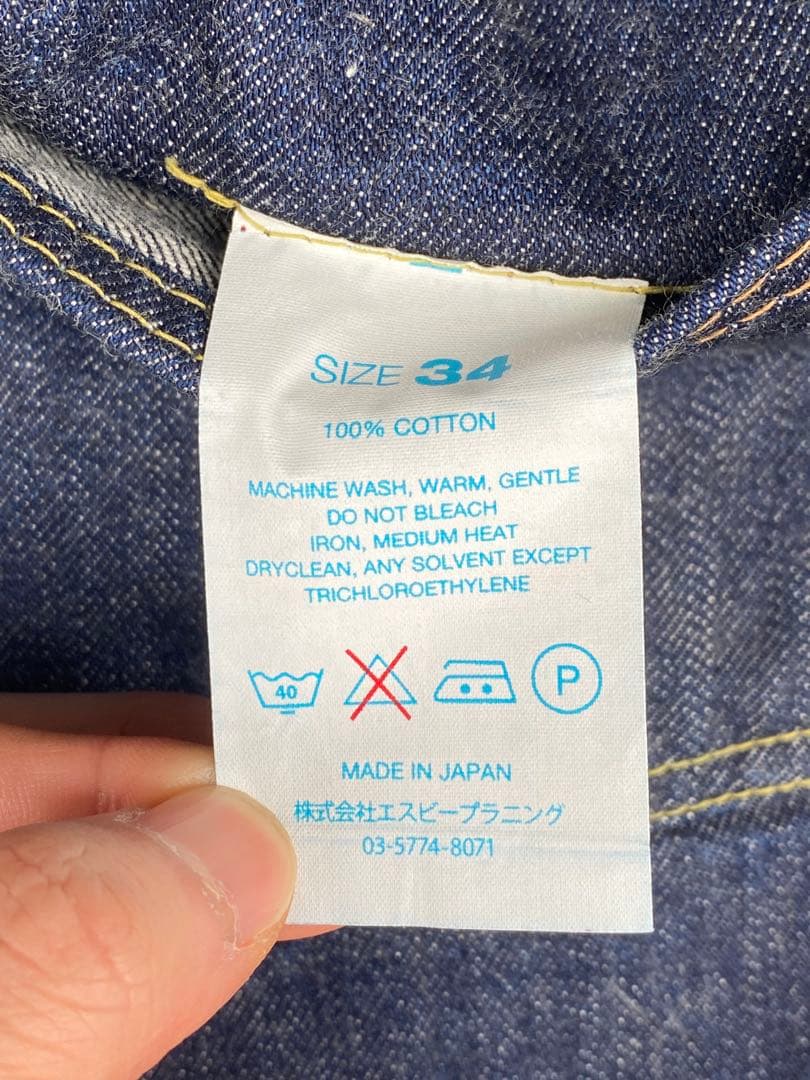 SIZE 34
100% COTTON
MACHINE WASH, WARM, GENTLE
DO NOT BLEACH
IRON, MEDIUM HEAT
DRYCLEAN, ANY SOLVENT EXCEPT
TRICHLOROETHYLENE
40 P
MADE IN JAPAN
株式会社エスピープラニング
03-5774-8071